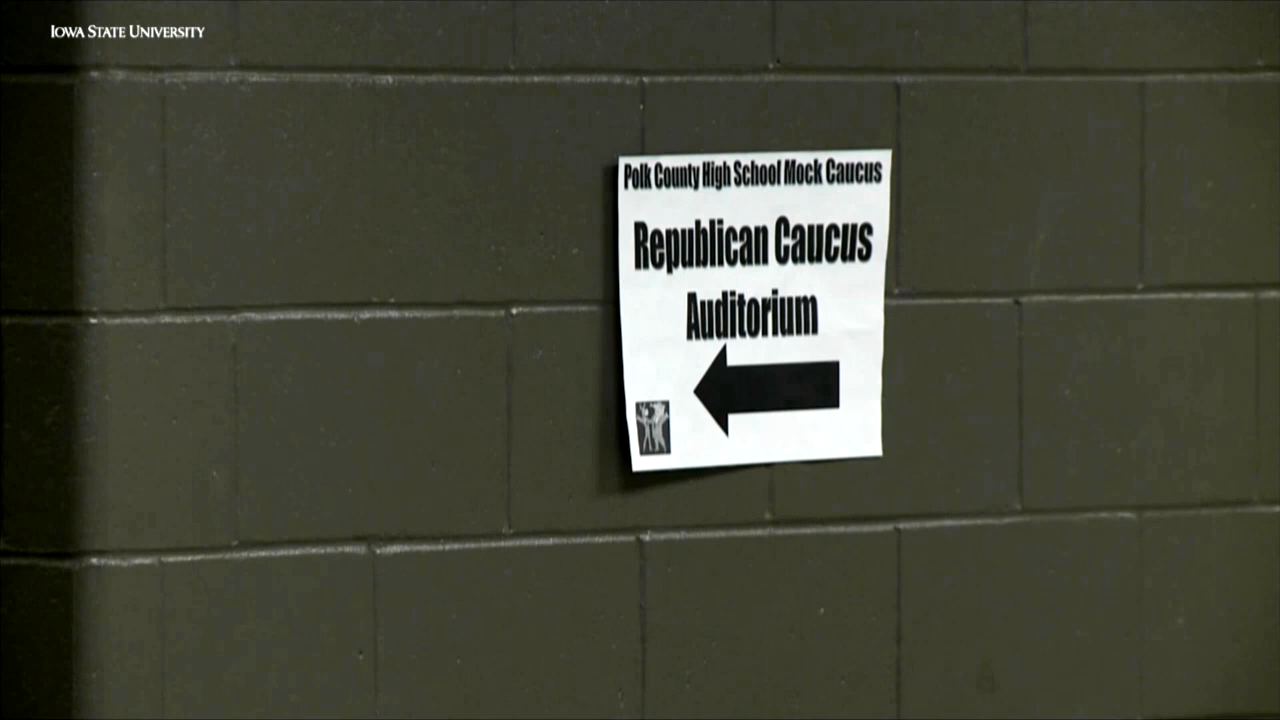 IOWA STATE UNIVERSITY
Polk County High School Mock Caucus
Republican Caucus
Auditorium